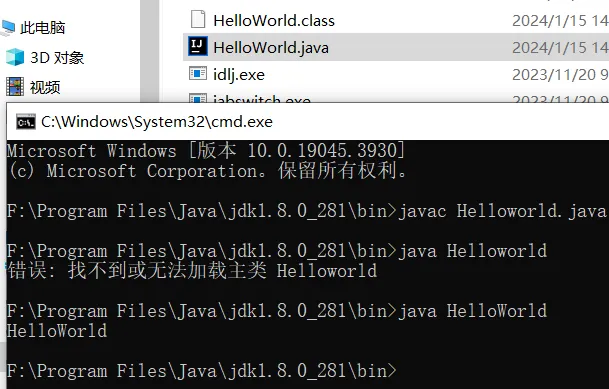 此电脑
3D 对象
视频
HelloWorld.class
2024/1/15 14
HelloWorld.java
2024/1/15 14
idlj.exe
2023/11/20 9
jabswitch.exe
2023/11/20 9
C:\Windows\System32\cmd.exe
Microsoft Windows [版本 10.0.19045.3930]
(c) Microsoft Corporation。保留所有权利。
F:\Program Files\Java\jdk1.8.0_281\bin>javac Helloworld.java
F:\Program Files\Java\jdk1.8.0_281\bin>java Helloworld
错误: 找不到或无法加载主类 Helloworld
F:\Program Files\Java\jdk1.8.0_281\bin>java HelloWorld
HelloWorld
F:\Program Files\Java\jdk1.8.0_281\bin>